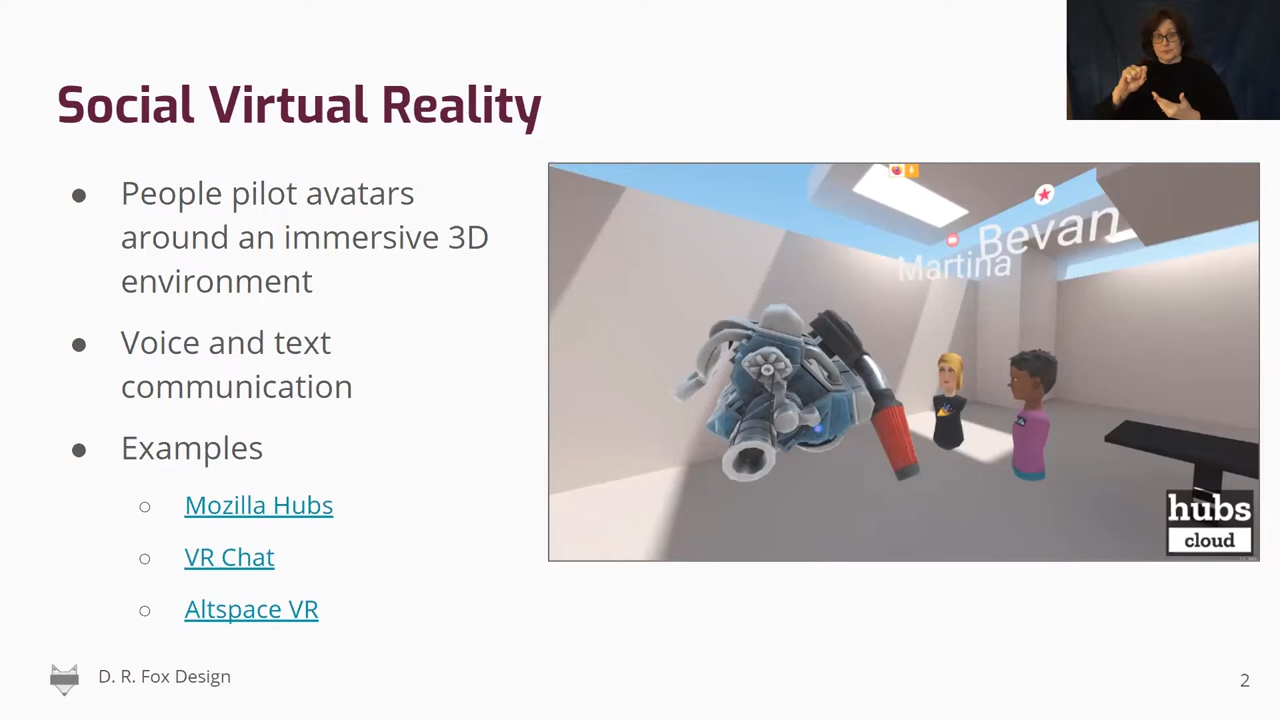 Social Virtual Reality
People pilot avatars
around an immersive 3D
environment
Voice and text
communication
Examples
Mozilla Hubs
VR Chat
Altspace VR
Bevan
Martina
hubs
cloud
D. R. Fox Design
2